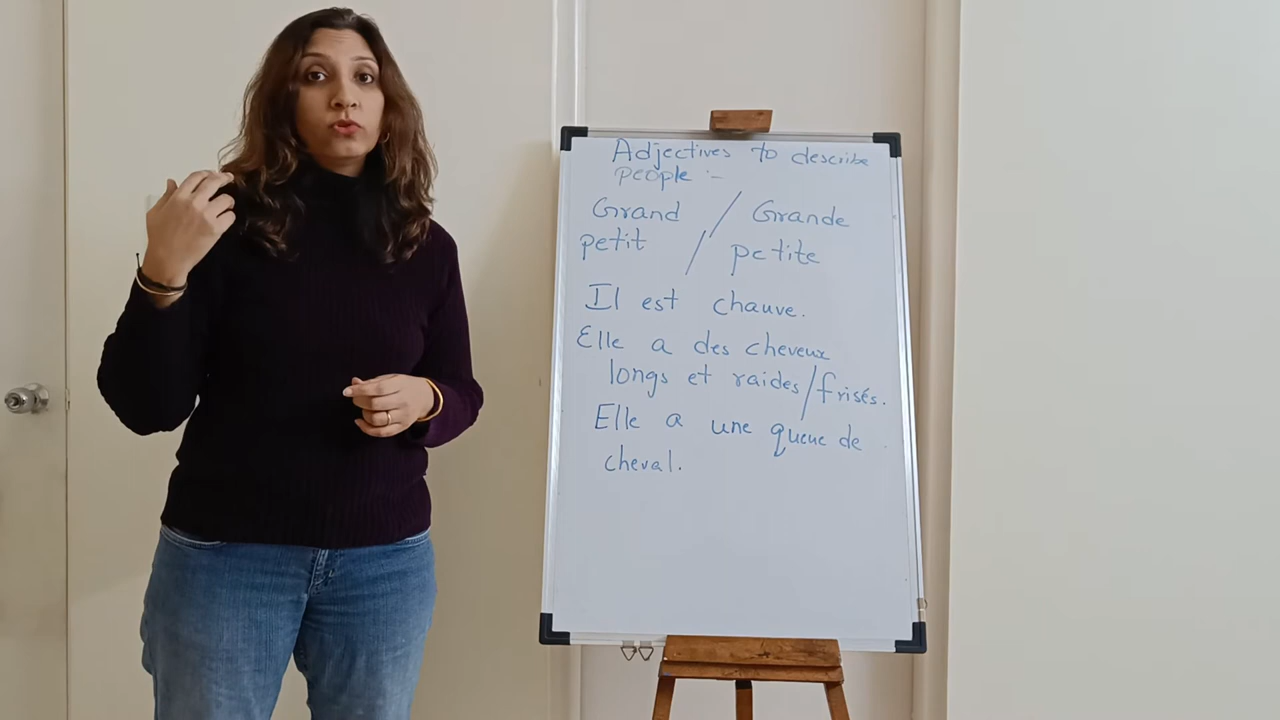 Adjectives to describe
people :-
Grand / Grande
petit / petite
Il est chauve.
Elle a des cheveux
longs et raides/frisés.
Elle a une queue de
cheval.